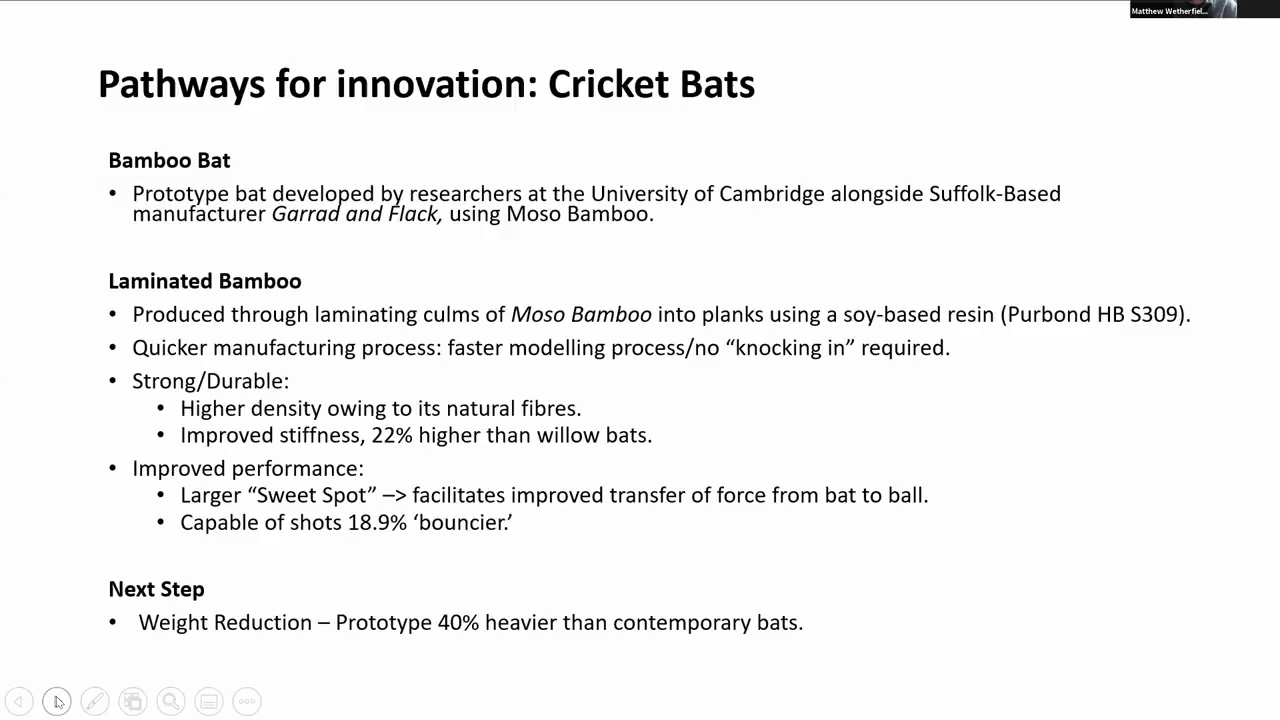 Matthew Wetherfiel...
Pathways for innovation: Cricket Bats
Bamboo Bat
• Prototype bat developed by researchers at the University of Cambridge alongside Suffolk-Based
manufacturer Garrad and Flack, using Moso Bamboo.
Laminated Bamboo
• Produced through laminating culms of Moso Bamboo into planks using a soy-based resin (Purbond HB S309).
• Quicker manufacturing process: faster modelling process/no “knocking in” required.
• Strong/Durable:
• Higher density owing to its natural fibres.
• Improved stiffness, 22% higher than willow bats.
• Improved performance:
• Larger “Sweet Spot” –> facilitates improved transfer of force from bat to ball.
• Capable of shots 18.9% ‘bouncier.’
Next Step
• Weight Reduction – Prototype 40% heavier than contemporary bats.